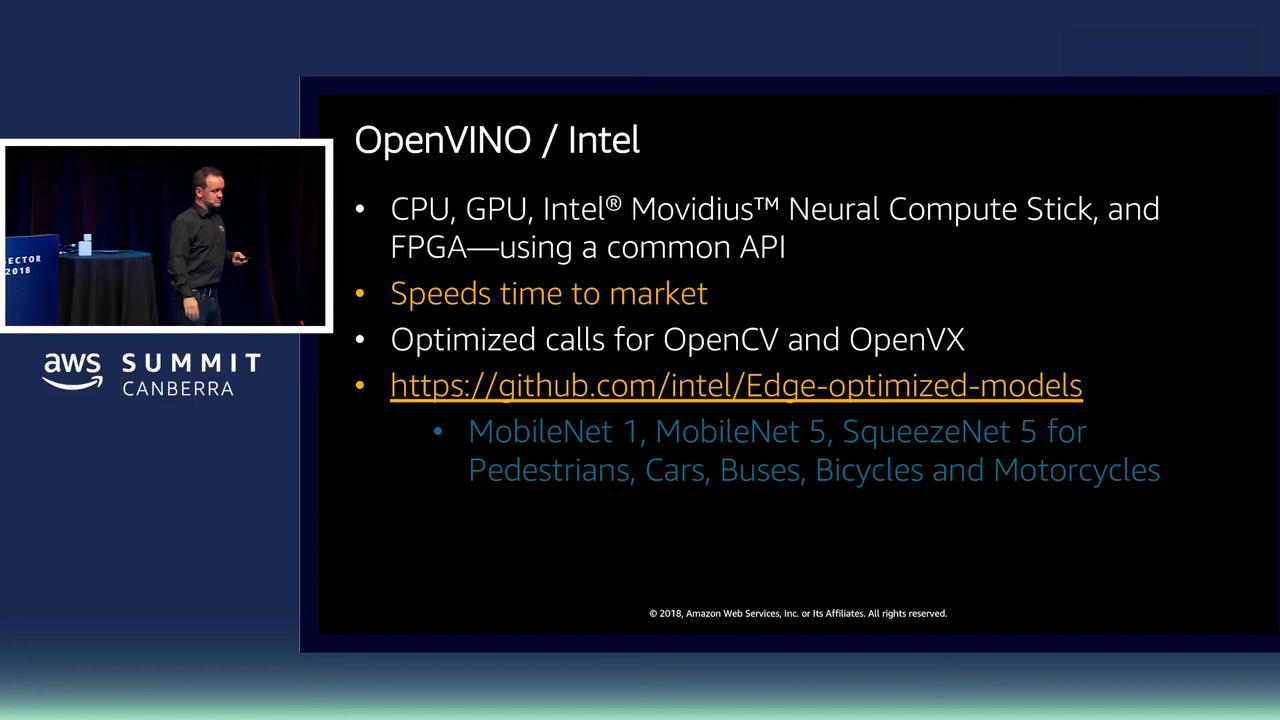 OpenVINO / Intel
• CPU, GPU, Intel® Movidius™ Neural Compute Stick, and
FPGA—using a common API
• Speeds time to market
• Optimized calls for OpenCV and OpenVX
• https://github.com/intel/Edge-optimized-models
• MobileNet 1, MobileNet 5, SqueezeNet 5 for
Pedestrians, Cars, Buses, Bicycles and Motorcycles
© 2018, Amazon Web Services, Inc. or Its Affiliates. All rights reserved.
SECTOR
2018
aws SUMMIT
CANBERRA